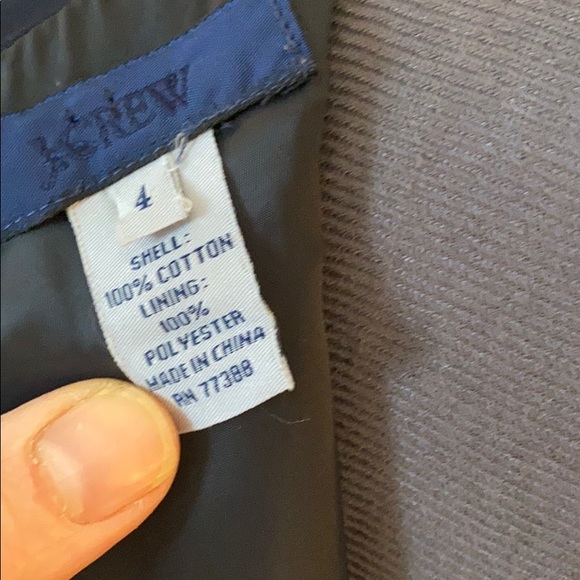 J.CREW
4
SHELL:
100% COTTON
LINING:
100%
POLYESTER
MADE IN CHINA
RN 77388